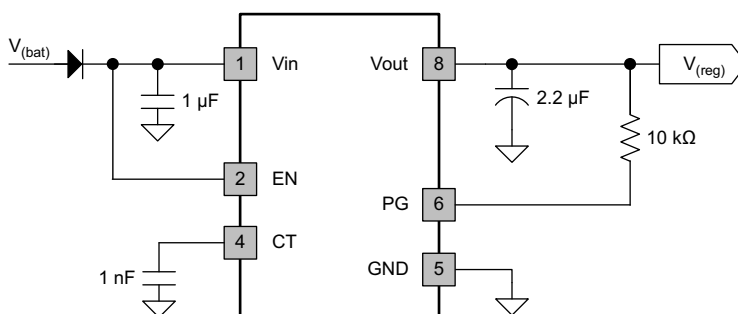 V(bat)
1
Vin
Vout
8
V(reg)
1 µF
2.2 µF
10 kΩ
2
EN
PG
6
4
CT
1 nF
GND
5